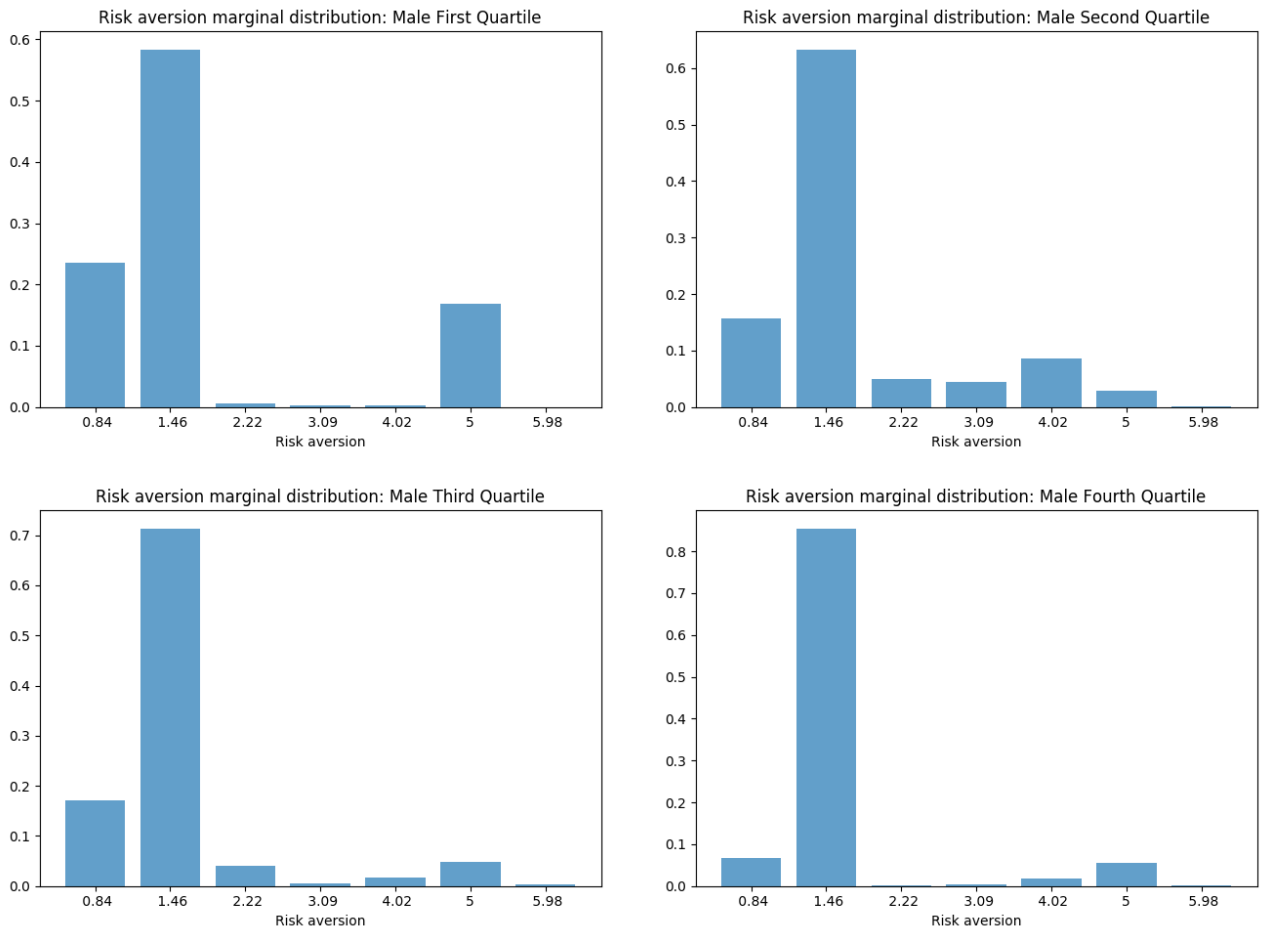 Risk aversion marginal distribution: Male First Quartile
0.6
0.5
0.4
0.3
0.2
0.1
0.0
0.84 1.46 2.22 3.09 4.02 5 5.98
Risk aversion
Risk aversion marginal distribution: Male Second Quartile
0.6
0.5
0.4
0.3
0.2
0.1
0.0
0.84 1.46 2.22 3.09 4.02 5 5.98
Risk aversion
Risk aversion marginal distribution: Male Third Quartile
0.7
0.6
0.5
0.4
0.3
0.2
0.1
0.0
0.84 1.46 2.22 3.09 4.02 5 5.98
Risk aversion
Risk aversion marginal distribution: Male Fourth Quartile
0.8
0.7
0.6
0.5
0.4
0.3
0.2
0.1
0.0
0.84 1.46 2.22 3.09 4.02 5 5.98
Risk aversion